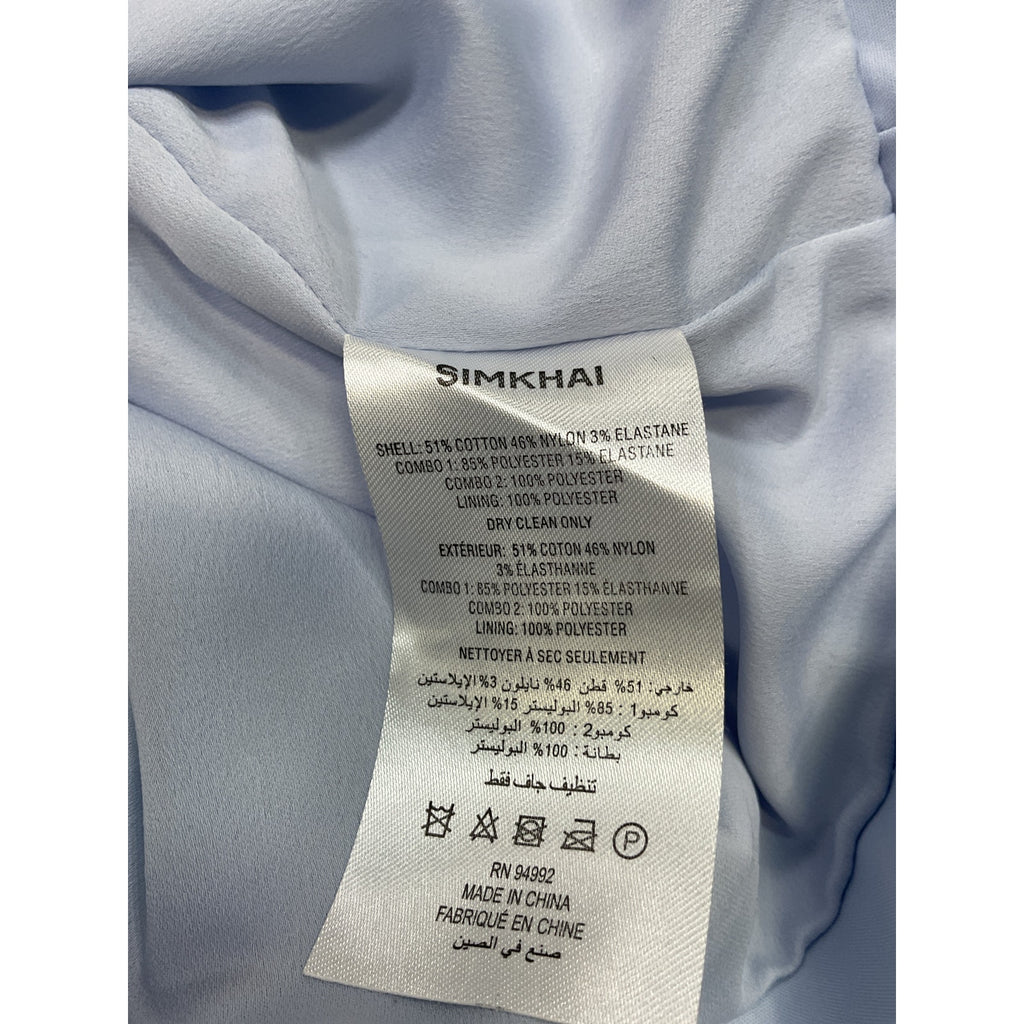 SIMKHAI
SHELL: 51% COTTON 46% NYLON 3% ELASTANE
COMBO 1: 85% POLYESTER 15% ELASTANE
COMBO 2: 100% POLYESTER
LINING: 100% POLYESTER
DRY CLEAN ONLY
EXTÉRIEUR: 51% COTON 46% NYLON
3% ÉLASTHANNE
COMBO 1: 85% POLYESTER 15% ÉLASTHANNE
COMBO 2: 100% POLYESTER
LINING: 100% POLYESTER
NETTOYER À SEC SEULEMENT
خارجي: 51% قطن 46% نايلون 3% الإيلاستين
كومبو1 : 85% البوليستر 15% الإيلاستين
كومبو2 : 100% البوليستر
بطانة : 100% البوليستر
تنظيف جاف فقط
P
RN 94992
MADE IN CHINA
FABRIQUÉ EN CHINE
صنع في الصين